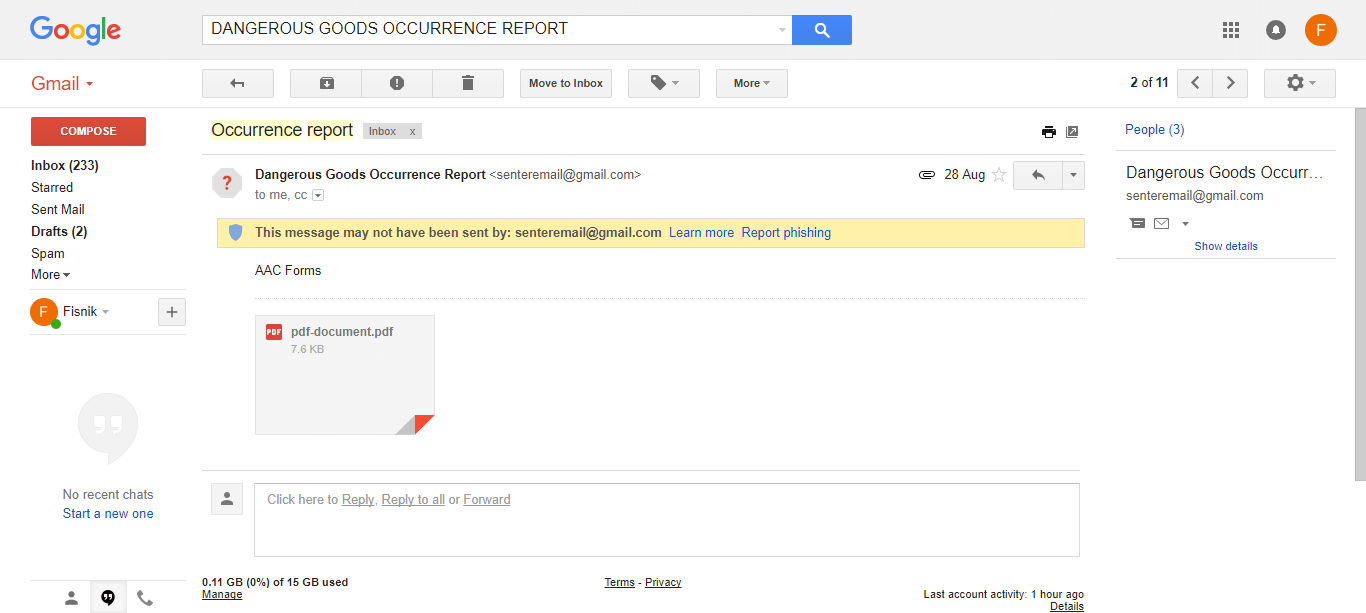 Google
DANGEROUS GOODS OCCURRENCE REPORT
F
Gmail
Move to Inbox
More
2 of 11
COMPOSE
Inbox (233)
Starred
Sent Mail
Drafts (2)
Spam
More
F Fisnik +
No recent chats
Start a new one
Occurrence report Inbox x
? Dangerous Goods Occurrence Report <senteremail@gmail.com> 28 Aug
to me, cc
This message may not have been sent by: senteremail@gmail.com Learn more Report phishing
AAC Forms
PDF pdf-document.pdf
7.6 KB
Click here to Reply, Reply to all or Forward
0.11 GB (0%) of 15 GB used
Manage
Terms - Privacy
Last account activity: 1 hour ago
Details
People (3)
Dangerous Goods Occurr...
senteremail@gmail.com
Show details